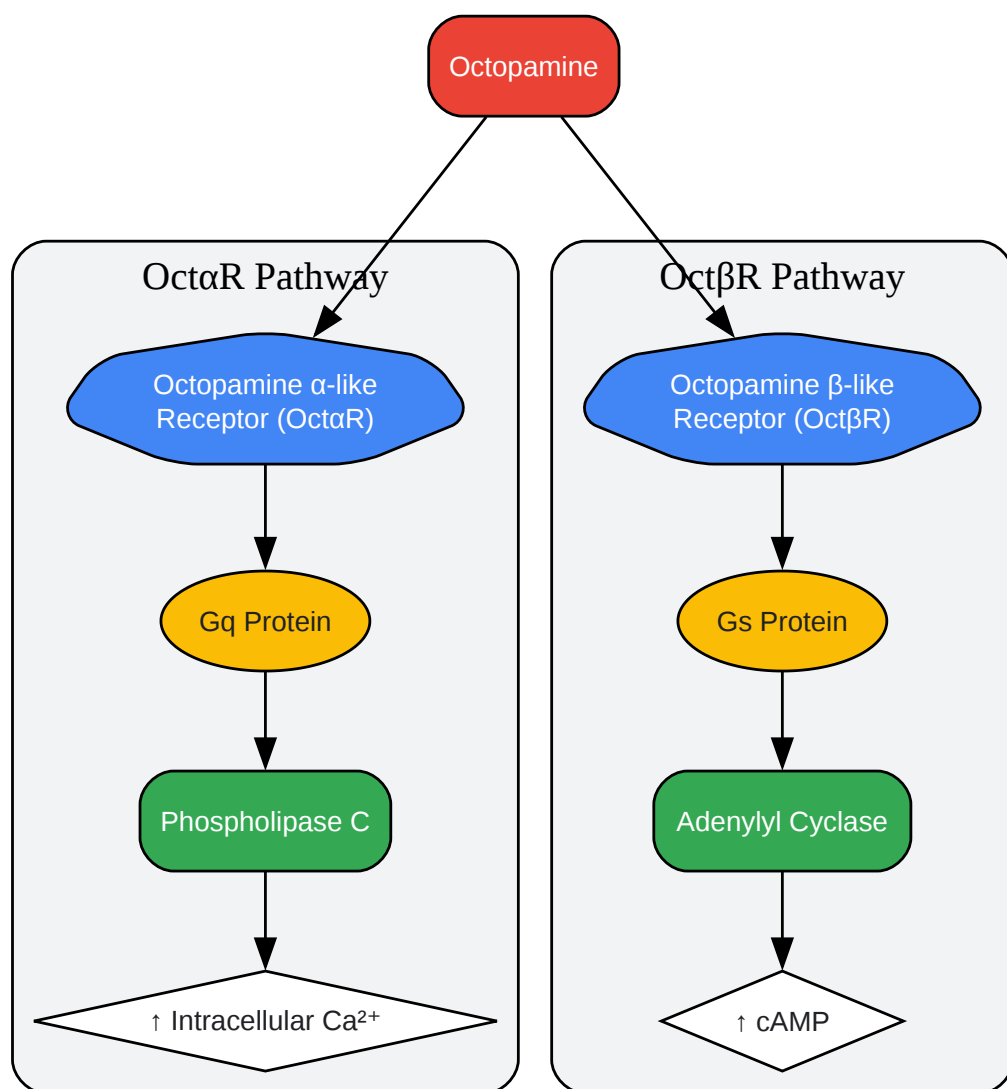 Octopamine
OctαR Pathway
Octopamine α-like
Receptor (OctαR)
Gq Protein
Phospholipase C
↑ Intracellular Ca²⁺
OctβR Pathway
Octopamine β-like
Receptor (OctβR)
Gs Protein
Adenylyl Cyclase
↑ cAMP